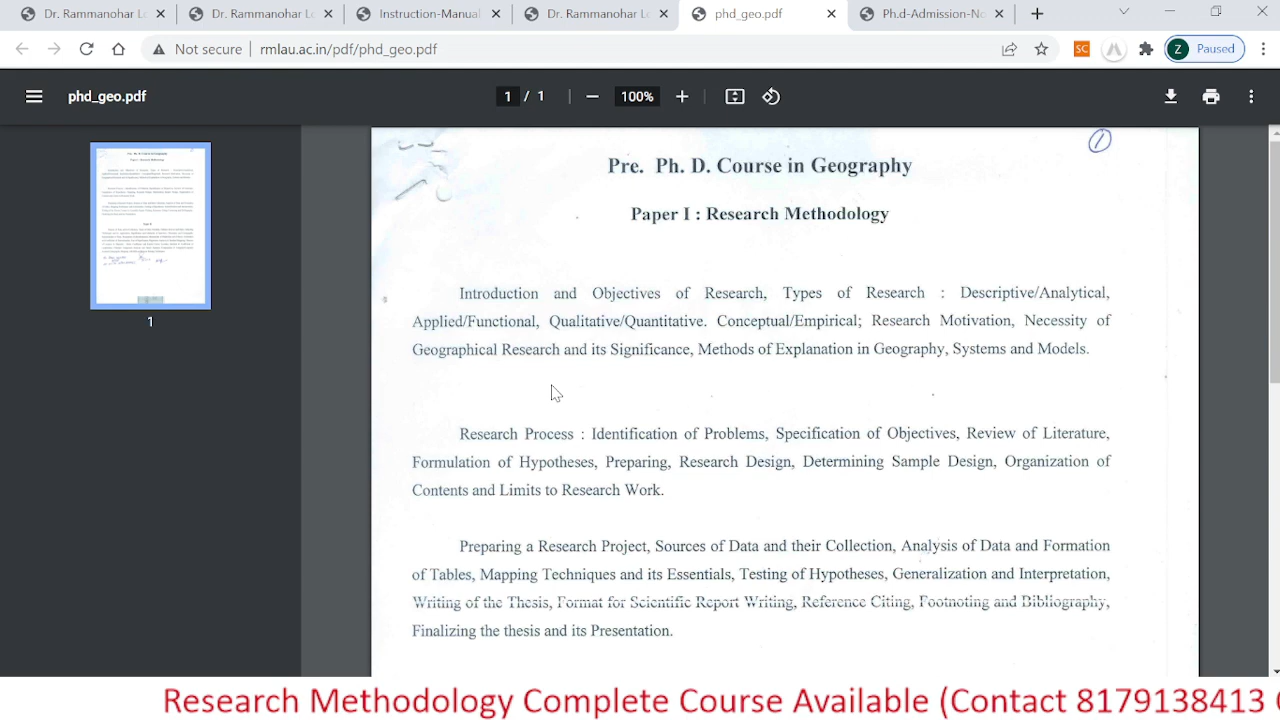 Dr. Rammanohar Lo
Dr. Rammanohar L
Instruction-Manual
Dr. Rammanohar Lo
phd_geo.pdf
Ph.d-Admission-No
Not secure
rmlau.ac.in/pdf/phd_geo.pdf
SC
Z Paused
phd_geo.pdf
1 / 1
100%
1
1
Pre. Ph. D. Course in Geography
Paper I : Research Methodology
Introduction and Objectives of Research, Types of Research : Descriptive/Analytical,
Applied/Functional, Qualitative/Quantitative. Conceptual/Empirical; Research Motivation, Necessity of
Geographical Research and its Significance, Methods of Explanation in Geography, Systems and Models.
Research Process : Identification of Problems, Specification of Objectives, Review of Literature,
Formulation of Hypotheses, Preparing, Research Design, Determining Sample Design, Organization of
Contents and Limits to Research Work.
Preparing a Research Project, Sources of Data and their Collection, Analysis of Data and Formation
of Tables, Mapping Techniques and its Essentials, Testing of Hypotheses, Generalization and Interpretation,
Writing of the Thesis, Format for Scientific Report Writing, Reference Citing, Footnoting and Bibliography,
Finalizing the thesis and its Presentation.
Research Methodology Complete Course Available (Contact 8179138413